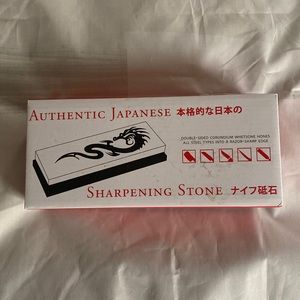 AUTHENTIC JAPANESE 本格的な日本の
DOUBLE-SIDED CORUNDUM WHETSTONE HONES
ALL STEEL TYPES INTO A RAZOR-SHARP EDGE
SHARPENING STONE ナイフ砥石